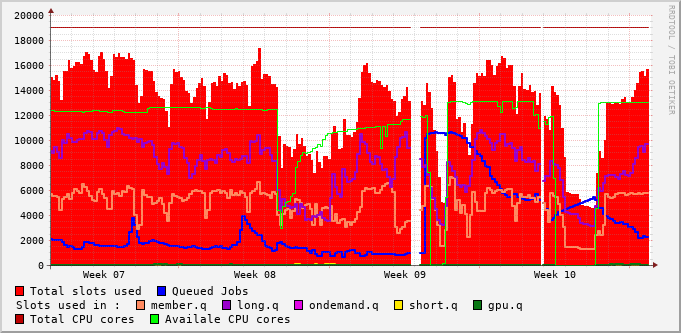 20000
18000
16000
14000
12000
10000
8000
6000
4000
2000
0
Week 07 Week 08 Week 09 Week 10
RRDTOOL / TOBI OETIKER
Total slots used Queued Jobs
Slots used in : member.q long.q ondemand.q short.q gpu.q
Total CPU cores Availale CPU cores